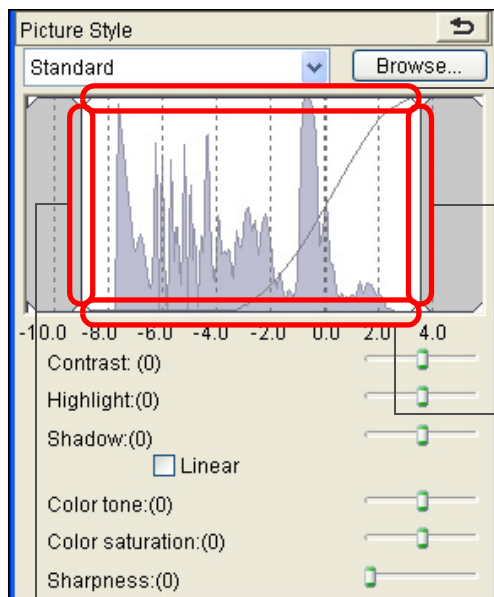 Picture Style
Standard Browse...
-10.0 -8.0 -6.0 -4.0 -2.0 0.0 2.0 4.0
Contrast: (0)
Highlight:(0)
Shadow:(0)
Linear
Color tone:(0)
Color saturation:(0)
Sharpness:(0)